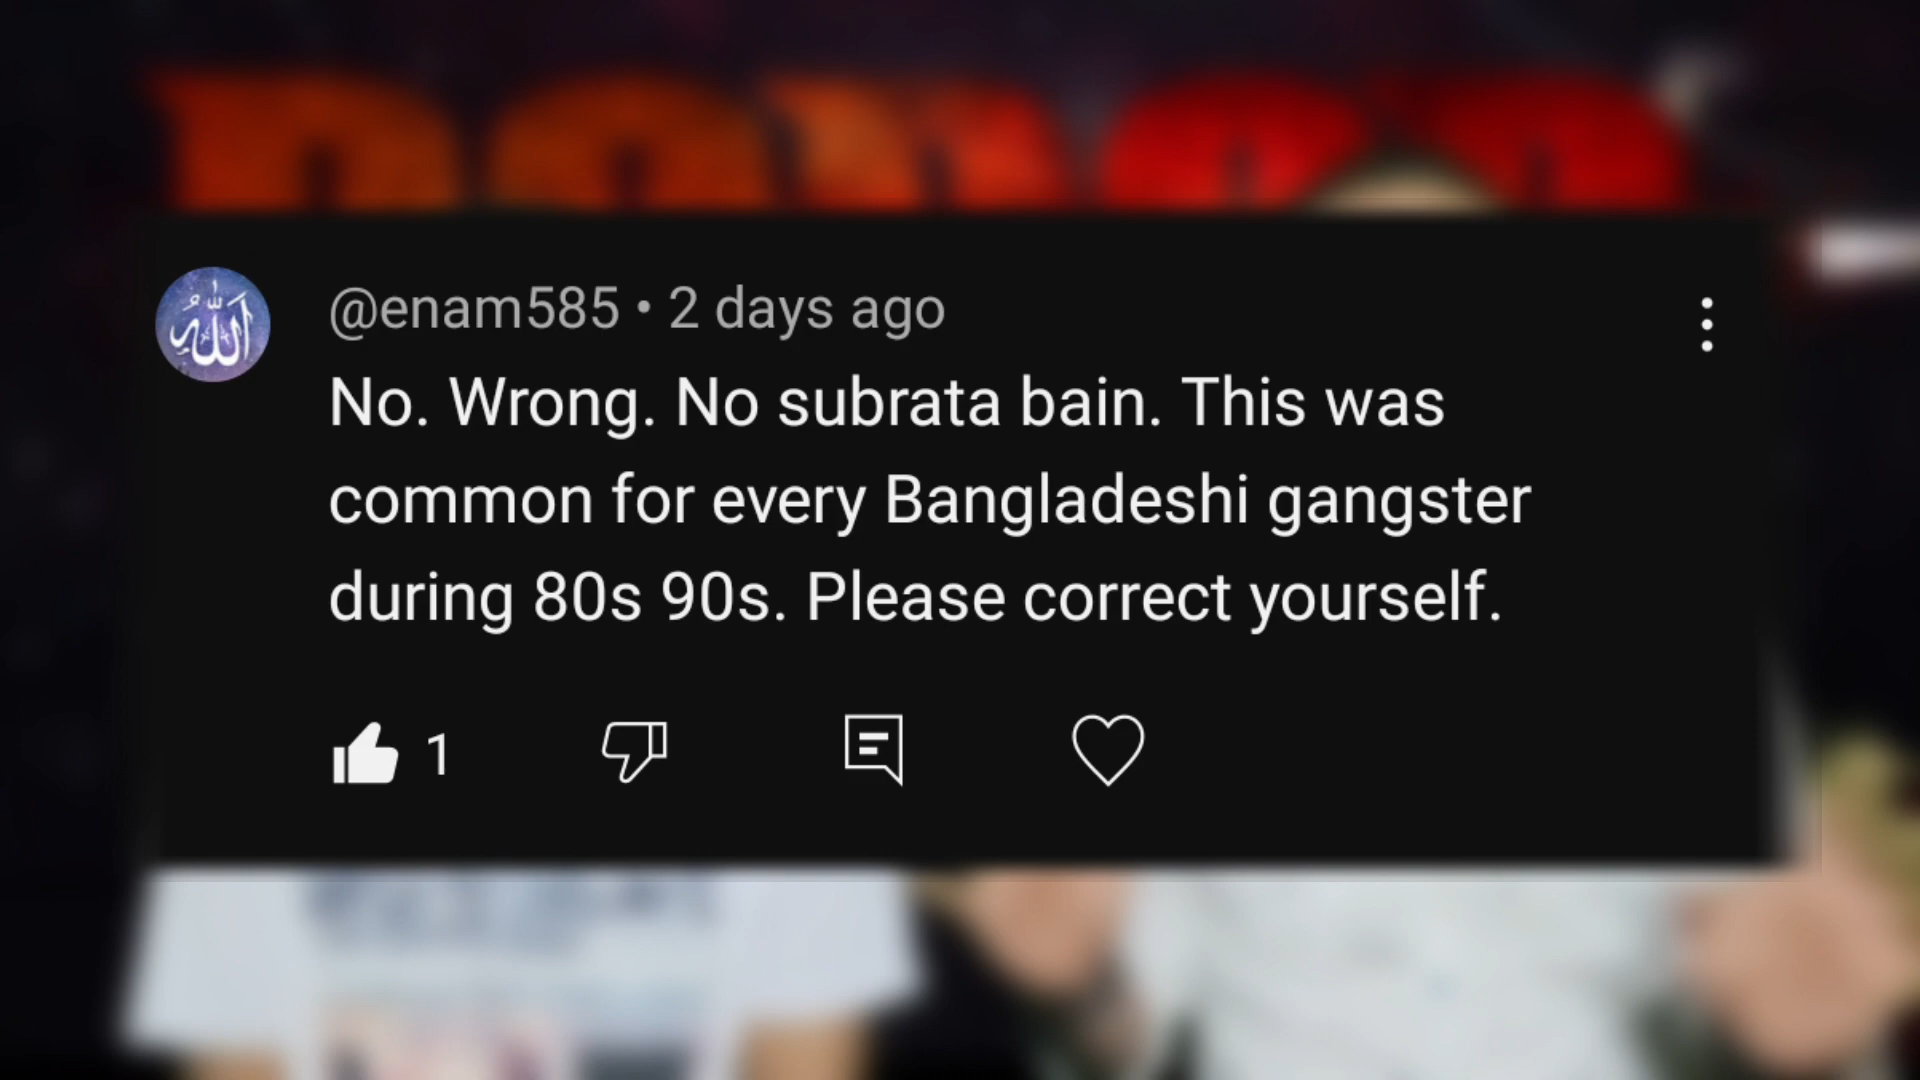 @enam585 • 2 days ago
No. Wrong. No subrata bain. This was
common for every Bangladeshi gangster
during 80s 90s. Please correct yourself.
1
الله